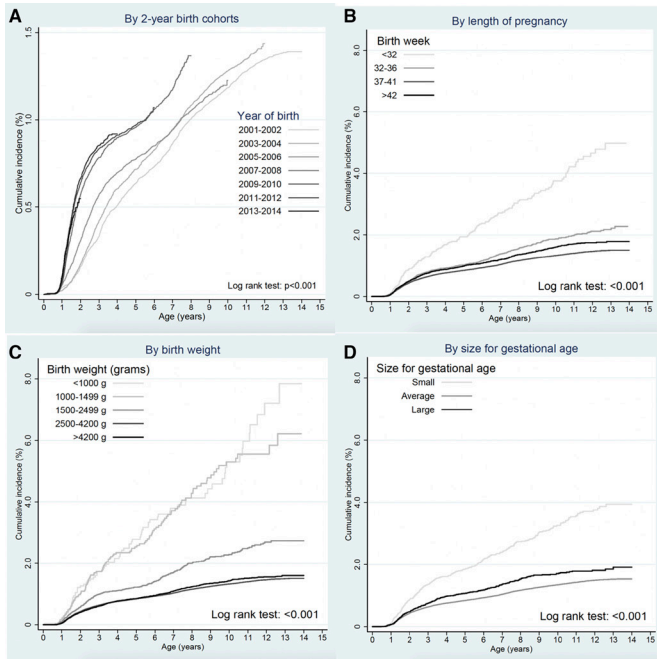 A
By 2-year birth cohorts
Cumulative incidence (%)
1.5
1.0
0.5
0
Year of birth
2001-2002
2003-2004
2005-2006
2007-2008
2009-2010
2011-2012
2013-2014
Log rank test: p<0.001
0 1 2 3 4 5 6 7 8 9 10 11 12 13 14 15
Age (years)
B
By length of pregnancy
Cumulative incidence (%)
8.0
6.0
4.0
2.0
0
Birth week
<32
32-36
37-41
>42
Log rank test: <0.001
0 1 2 3 4 5 6 7 8 9 10 11 12 13 14 15
Age (years)
C
By birth weight
Cumulative incidence (%)
8.0
6.0
4.0
2.0
0
Birth weight (grams)
<1000 g
1000-1499 g
1500-2499 g
2500-4200 g
>4200 g
Log rank test: <0.001
0 1 2 3 4 5 6 7 8 9 10 11 12 13 14 15
Age (years)
D
By size for gestational age
Cumulative incidence (%)
8.0
6.0
4.0
2.0
0
Size for gestational age
Small
Average
Large
Log rank test: <0.001
0 1 2 3 4 5 6 7 8 9 10 11 12 13 14 15
Age (years)